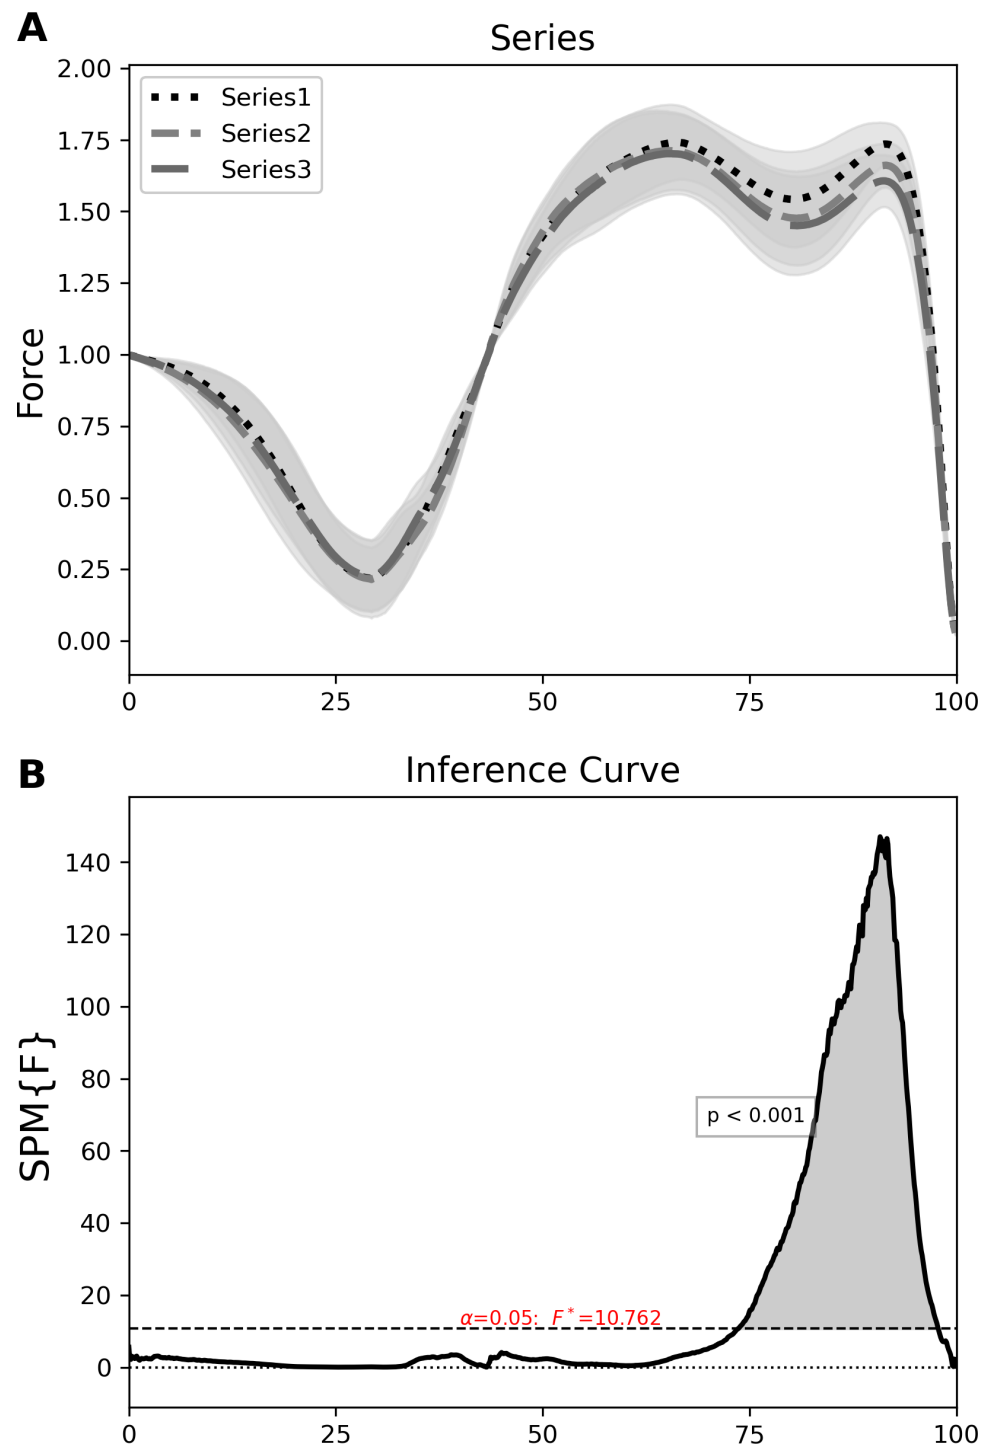 A
Series
2.00
1.75
1.50
1.25
1.00
0.75
0.50
0.25
0.00
Force
Series1
Series2
Series3
0 25 50 75 100
B
Inference Curve
140
120
100
80
60
40
20
0
SPM{F}
p < 0.001
α=0.05: F*=10.762
0 25 50 75 100